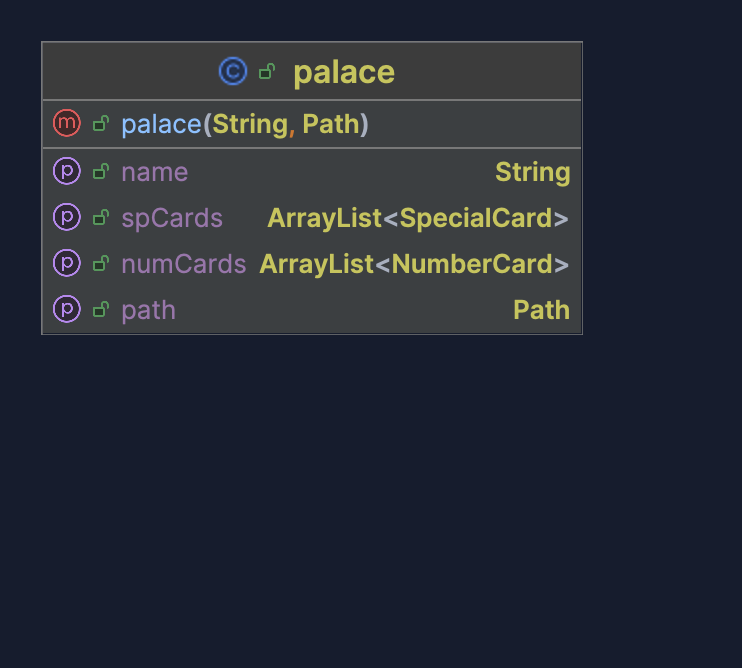 © palace
m palace(String, Path)
p name String
p spCards ArrayList<SpecialCard>
p numCards ArrayList<NumberCard>
p path Path